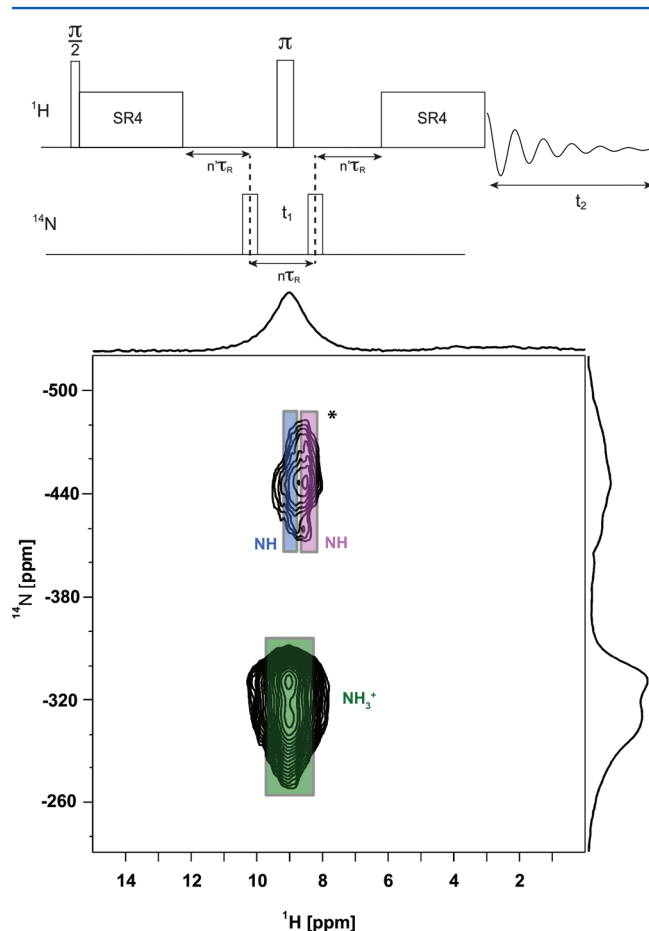 π/2
π
¹H
SR4
SR4
n'τR
n'τR
t₂
¹⁴N
t₁
nτR
-500
*
-440
NH
NH
¹⁴N [ppm]
-380
-320
NH₃⁺
-260
14
12
10
8
6
4
2
¹H [ppm]